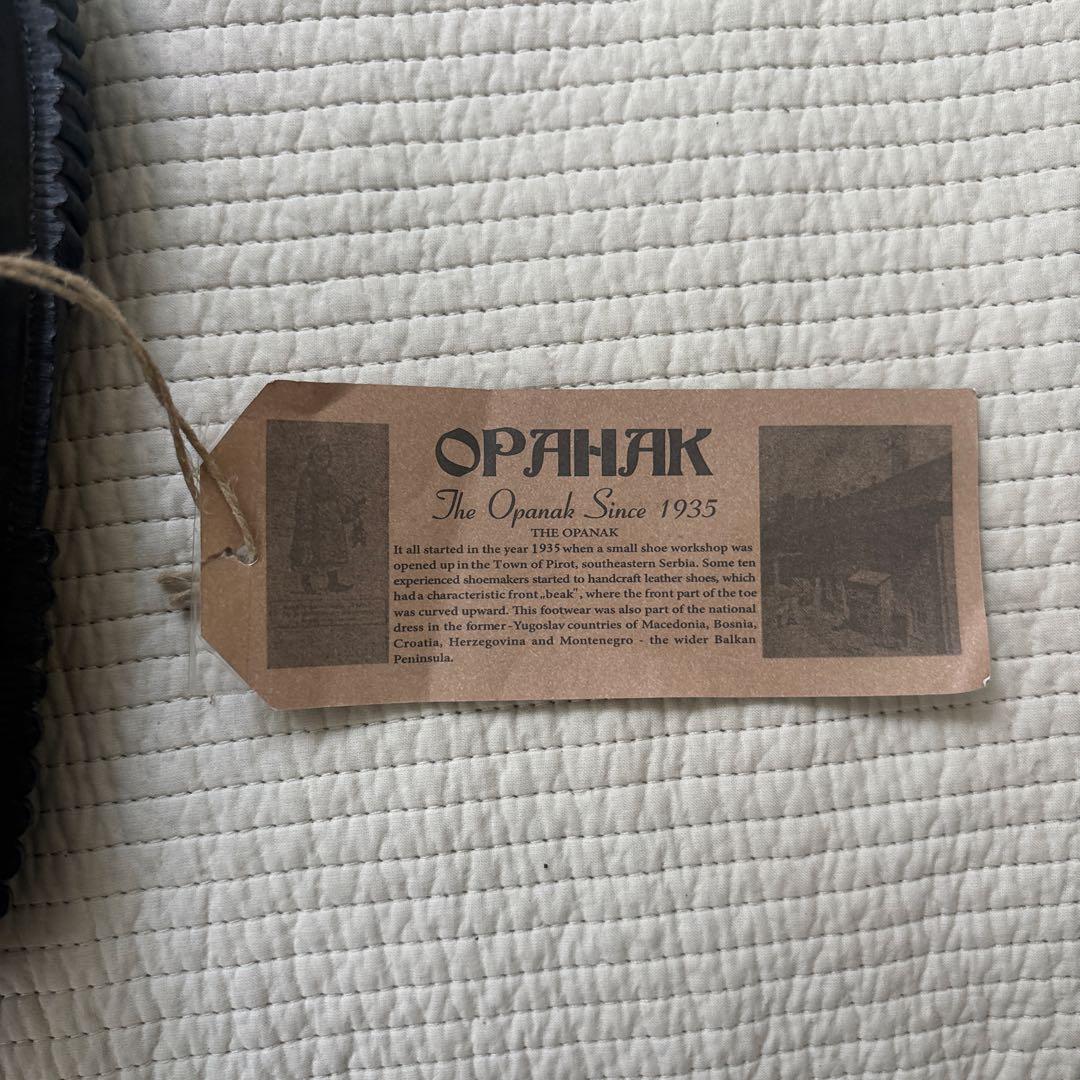 OPAHAK
The Opanak Since 1935
THE OPANAK
It all started in the year 1935 when a small shoe workshop was
opened up in the Town of Pirot, southeastern Serbia. Some ten
experienced shoemakers started to handcraft leather shoes, which
had a characteristic front „beak", where the front part of the toe
was curved upward. This footwear was also part of the national
dress in the former-Yugoslav countries of Macedonia, Bosnia,
Croatia, Herzegovina and Montenegro - the wider Balkan
Peninsula.